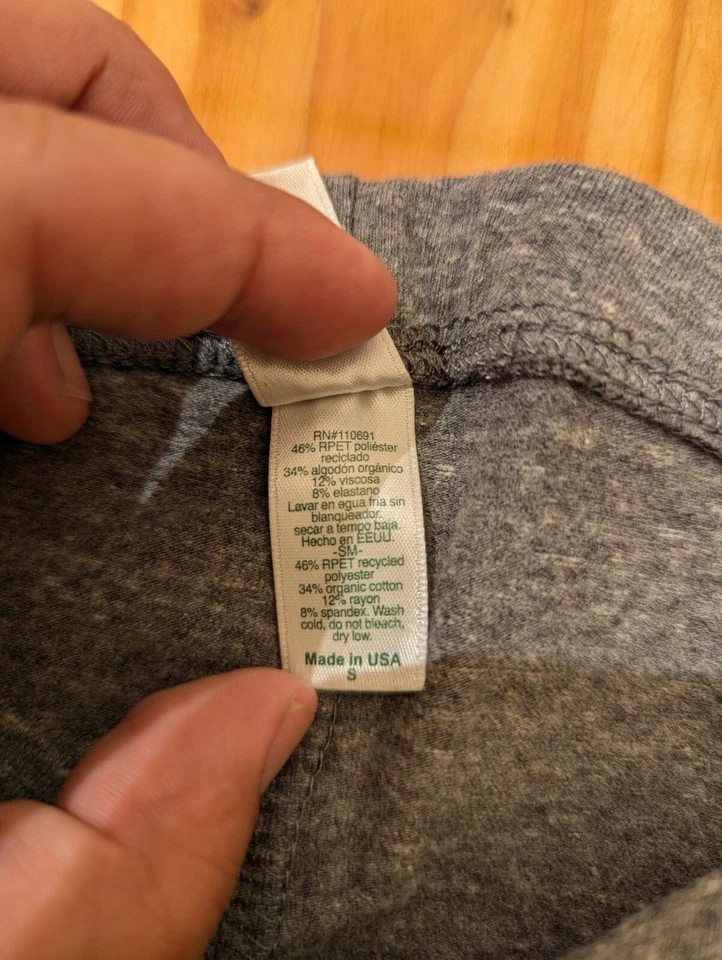 RN#110691
46% RPET poliéster
reciclado
34% algodón orgánico
12% viscosa
8% elastano
Lavar en agua fria sin
blanqueador.
secar a tempo baja.
Hecho en EEUU.
-SM-
46% RPET recycled
polyester
34% organic cotton
12% rayon
8% spandex. Wash
cold, do not bleach,
dry low.
Made in USA
S